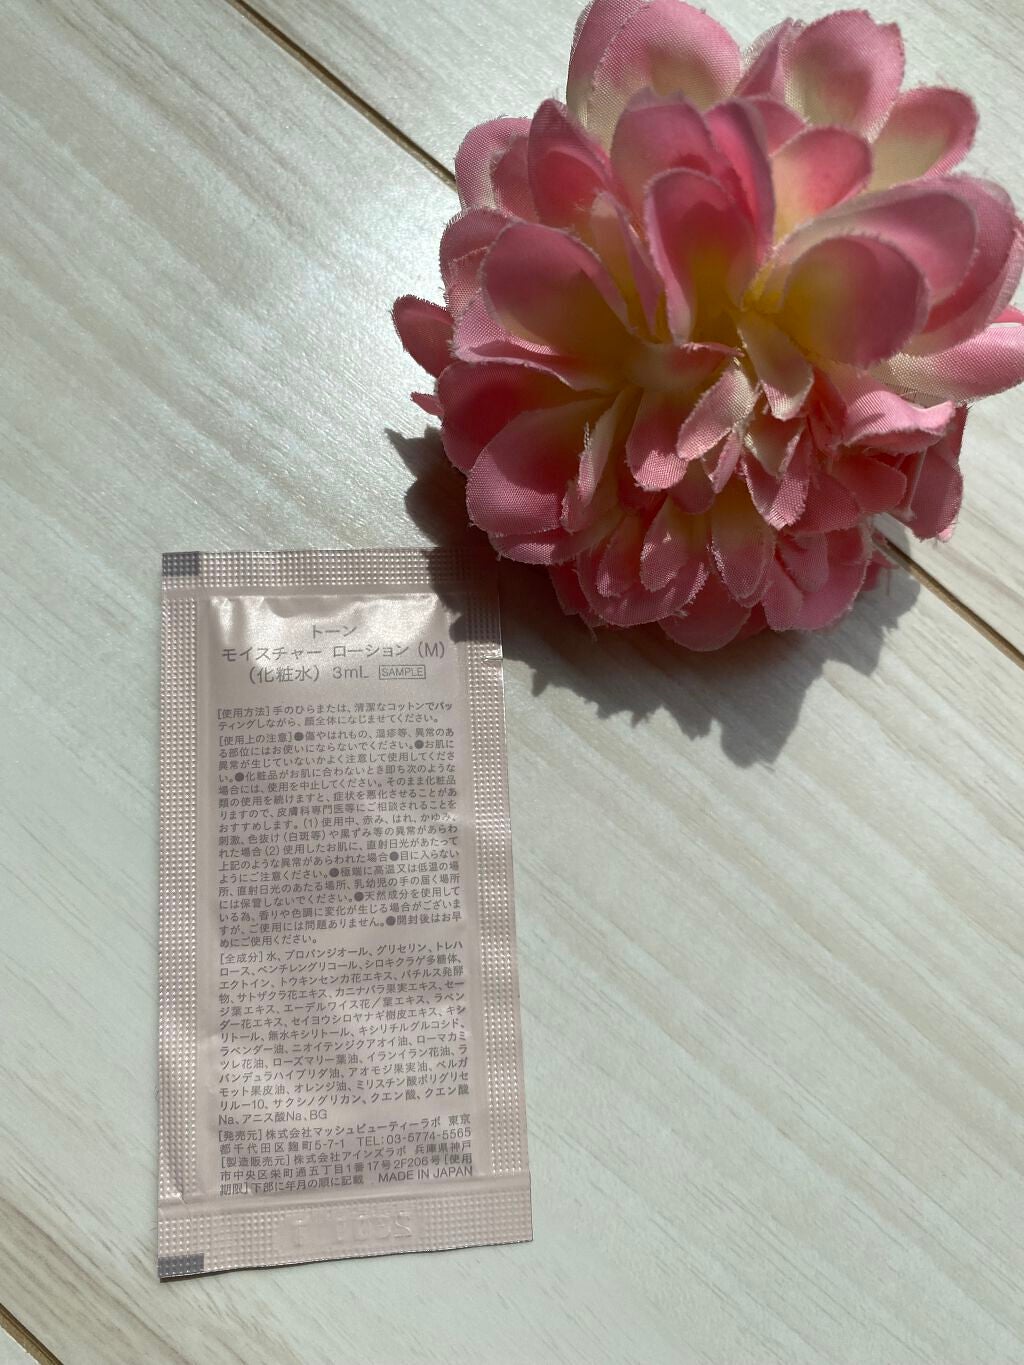 トーン
モイスチャー ローション（M）
（化粧水）3mL SAMPLE
［使用方法］手のひらまたは、清潔なコットンでパッ
ティングしながら、顔全体になじませてください。
［使用上の注意］●傷やはれもの、湿疹等、異常のあ
る部位にはお使いにならないでください。●お肌に
異常が生じていないかよく注意して使用してくださ
い。●化粧品がお肌に合わないとき即ち次のような
場合には、使用を中止してください。そのまま化粧品
類の使用を続けますと、症状を悪化させることがあ
りますので、皮膚科専門医等にご相談されることを
おすすめします。（1）使用中、赤み、はれ、かゆみ、
刺激、色抜け（白斑等）や黒ずみ等の異常があらわ
れた場合（2）使用したお肌に、直射日光があたって
上記のような異常があらわれた場合●目に入らない
ようにご注意ください。●極端に高温又は低温の場
所、直射日光のあたる場所、乳幼児の手の届く場所
には保管しないでください。●天然成分を使用して
いる為、香りや色調に変化が生じる場合がございま
すが、ご使用には問題ありません。●開封後はお早
めにご使用ください。
［全成分］水、プロパンジオール、グリセリン、トレハ
ロース、ペンチレングリコール、シロキクラゲ多糖体、
エクトイン、トウキンセンカ花エキス、バチルス発酵
物、サトザクラ花エキス、カニナバラ果実エキス、セー
ジ葉エキス、エーデルワイス花／葉エキス、ラベン
ダー花エキス、セイヨウシロヤナギ樹皮エキス、キシ
リトール、無水キシリトール、キシリチルグルコシド、
ラベンダー油、ニオイテンジクアオイ油、ローマカミ
ツレ花油、ローズマリー葉油、イランイラン花油、ラ
バンデュラハイブリダ油、アオモジ果実油、ベルガ
モット果皮油、オレンジ油、ミリスチン酸ポリグリセ
リル-10、サクシノグリカン、クエン酸、クエン酸
Na、アニス酸Na、BG
［発売元］株式会社マッシュビューティーラボ 東京
都千代田区麹町5-7-1 TEL:03-5774-5565
［製造販売元］株式会社アインズラボ 兵庫県神戸
市中央区栄町通五丁目1番17号2F206号［使用
期限］下部に年月の順に記載 MADE IN JAPAN